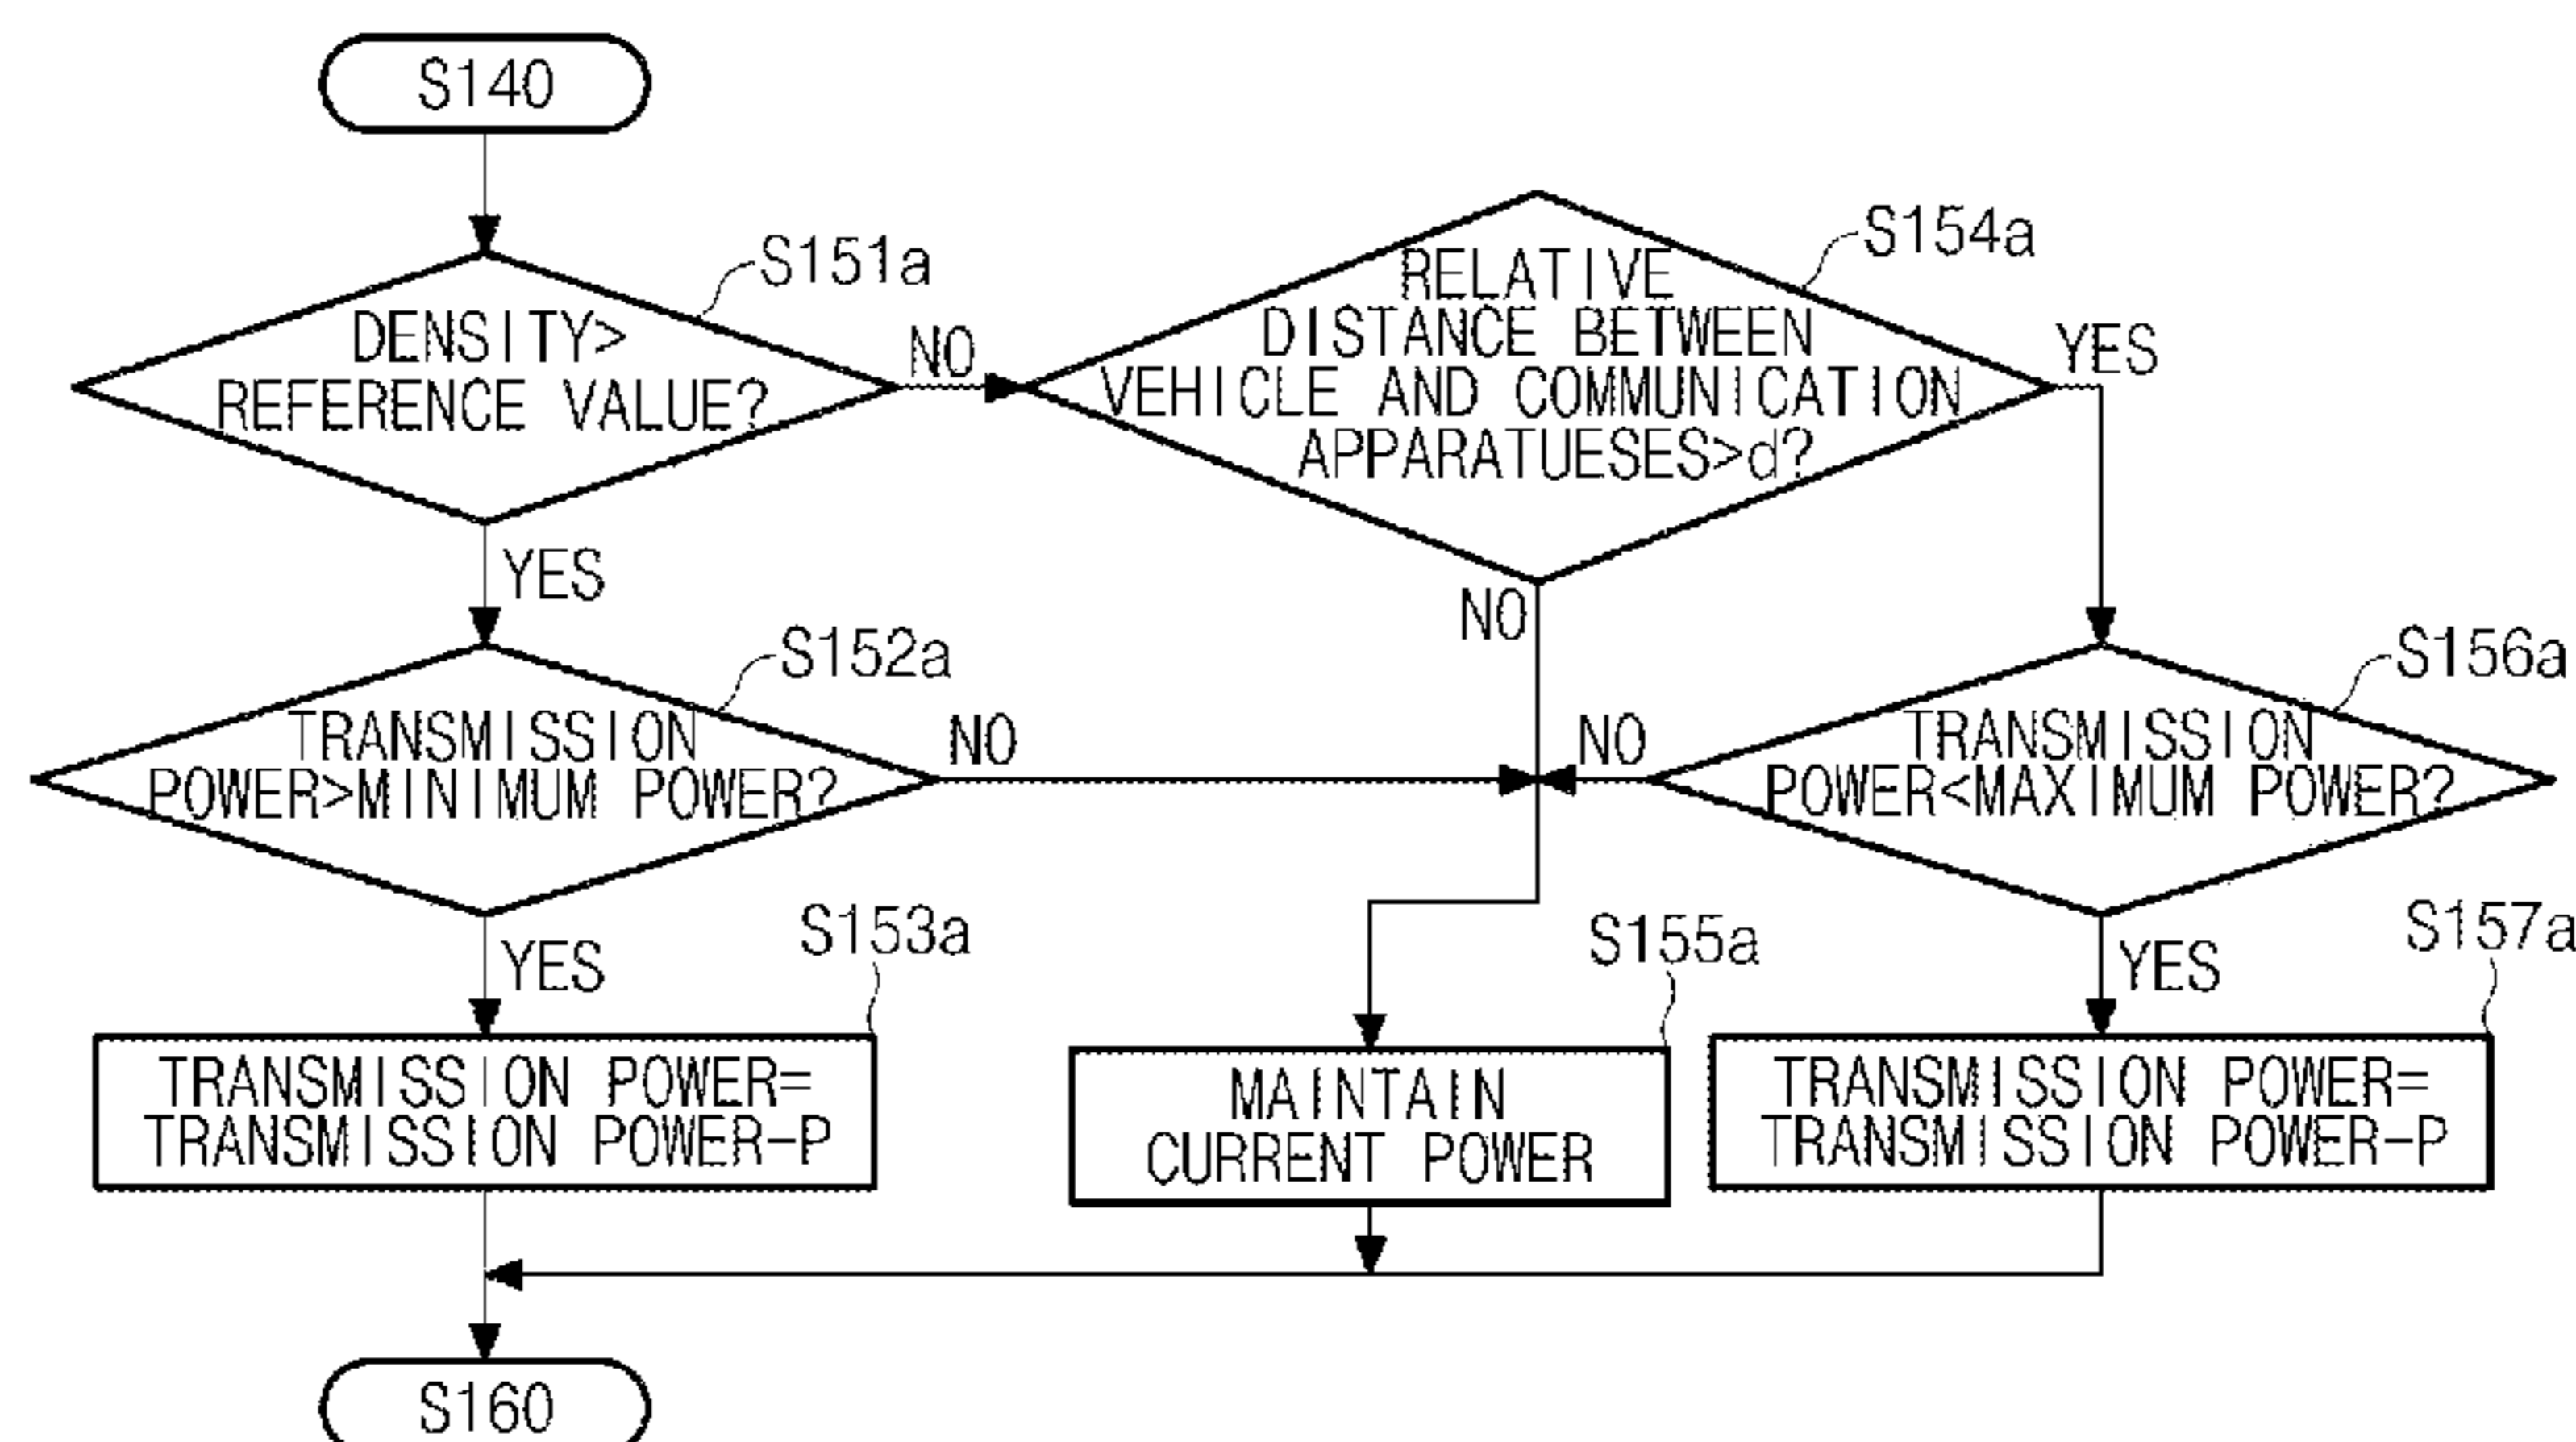 S140
S151a
DENSITY>
REFERENCE VALUE?
NO
YES
S154a
RELATIVE
DISTANCE BETWEEN
VEHICLE AND COMMUNICATION
APPARATUESES>d?
YES
NO
S152a
TRANSMISSION
POWER>MINIMUM POWER?
NO
YES
S156a
TRANSMISSION
POWER<MAXIMUM POWER?
NO
YES
S153a
TRANSMISSION POWER=
TRANSMISSION POWER-P
S155a
MAINTAIN
CURRENT POWER
S157a
TRANSMISSION POWER=
TRANSMISSION POWER-P
S160